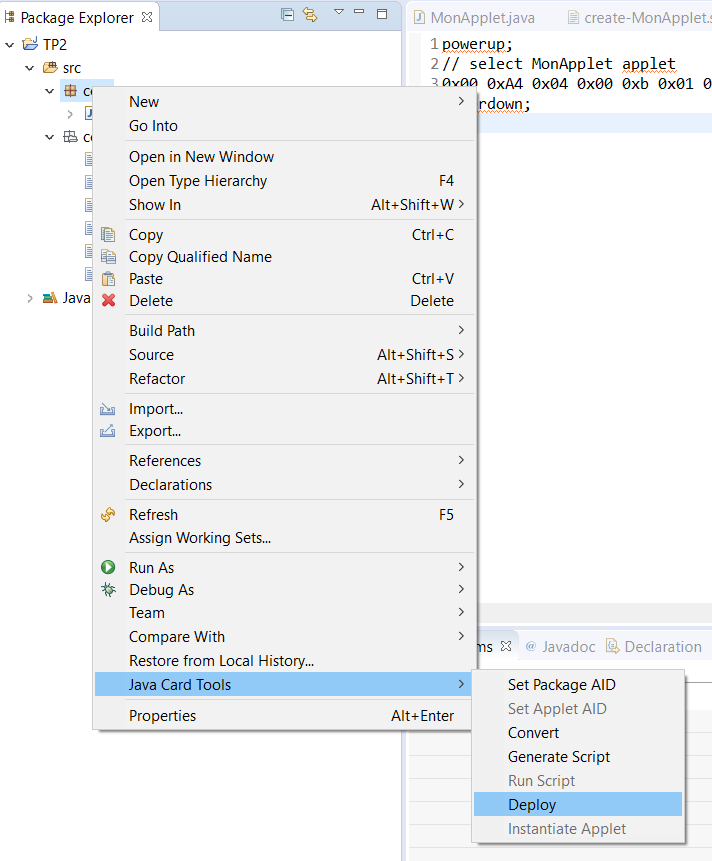 Package Explorer
TP2
src
Java
MonApplet.java
create-MonApplet.s
1 powerup;
2 // select MonApplet applet
3 0x00 0xA4 0x04 0x00 0xb 0x01 0
rdown;
New
Go Into
Open in New Window
Open Type Hierarchy F4
Show In Alt+Shift+W
Copy Ctrl+C
Copy Qualified Name
Paste Ctrl+V
Delete Delete
Build Path
Source Alt+Shift+S
Refactor Alt+Shift+T
Import...
Export...
References
Declarations
Refresh F5
Assign Working Sets...
Run As
Debug As
Team
Compare With
Restore from Local History...
Java Card Tools
Properties Alt+Enter
ms
@ Javadoc
Declaration
Set Package AID
Set Applet AID
Convert
Generate Script
Run Script
Deploy
Instantiate Applet